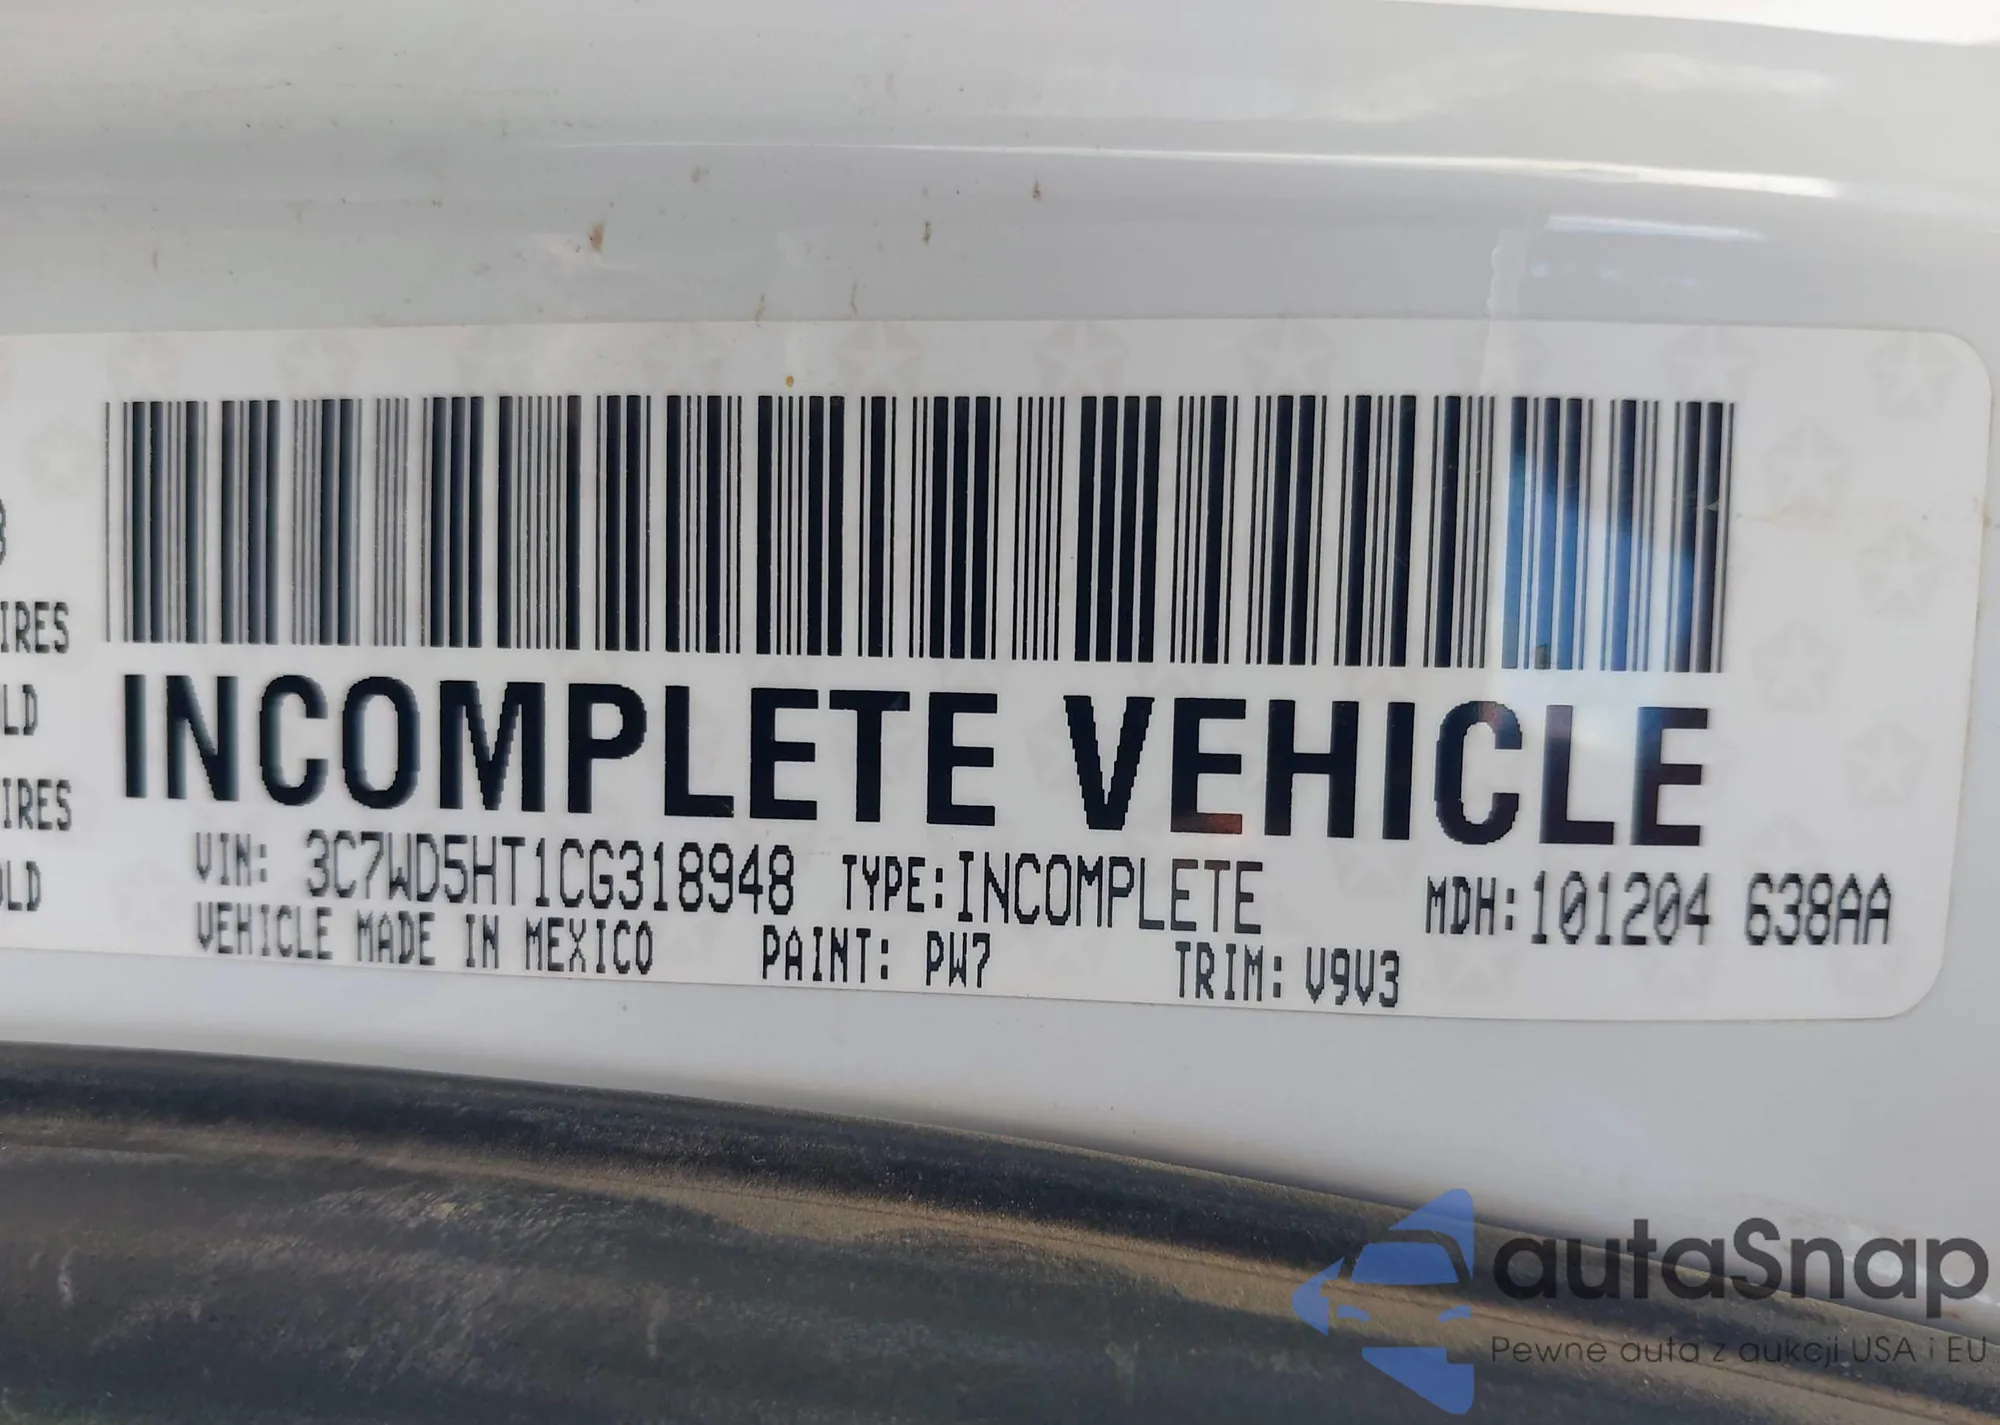 IRES
LD
IRES
LD
INCOMPLETE VEHICLE
VIN: 3C7WD5HT1CG318948 TYPE:INCOMPLETE MDH:101204 638AA
VEHICLE MADE IN MEXICO PAINT: PW7 TRIM: V9V3
autaSnap
Pewne auta z aukcji USA i EU